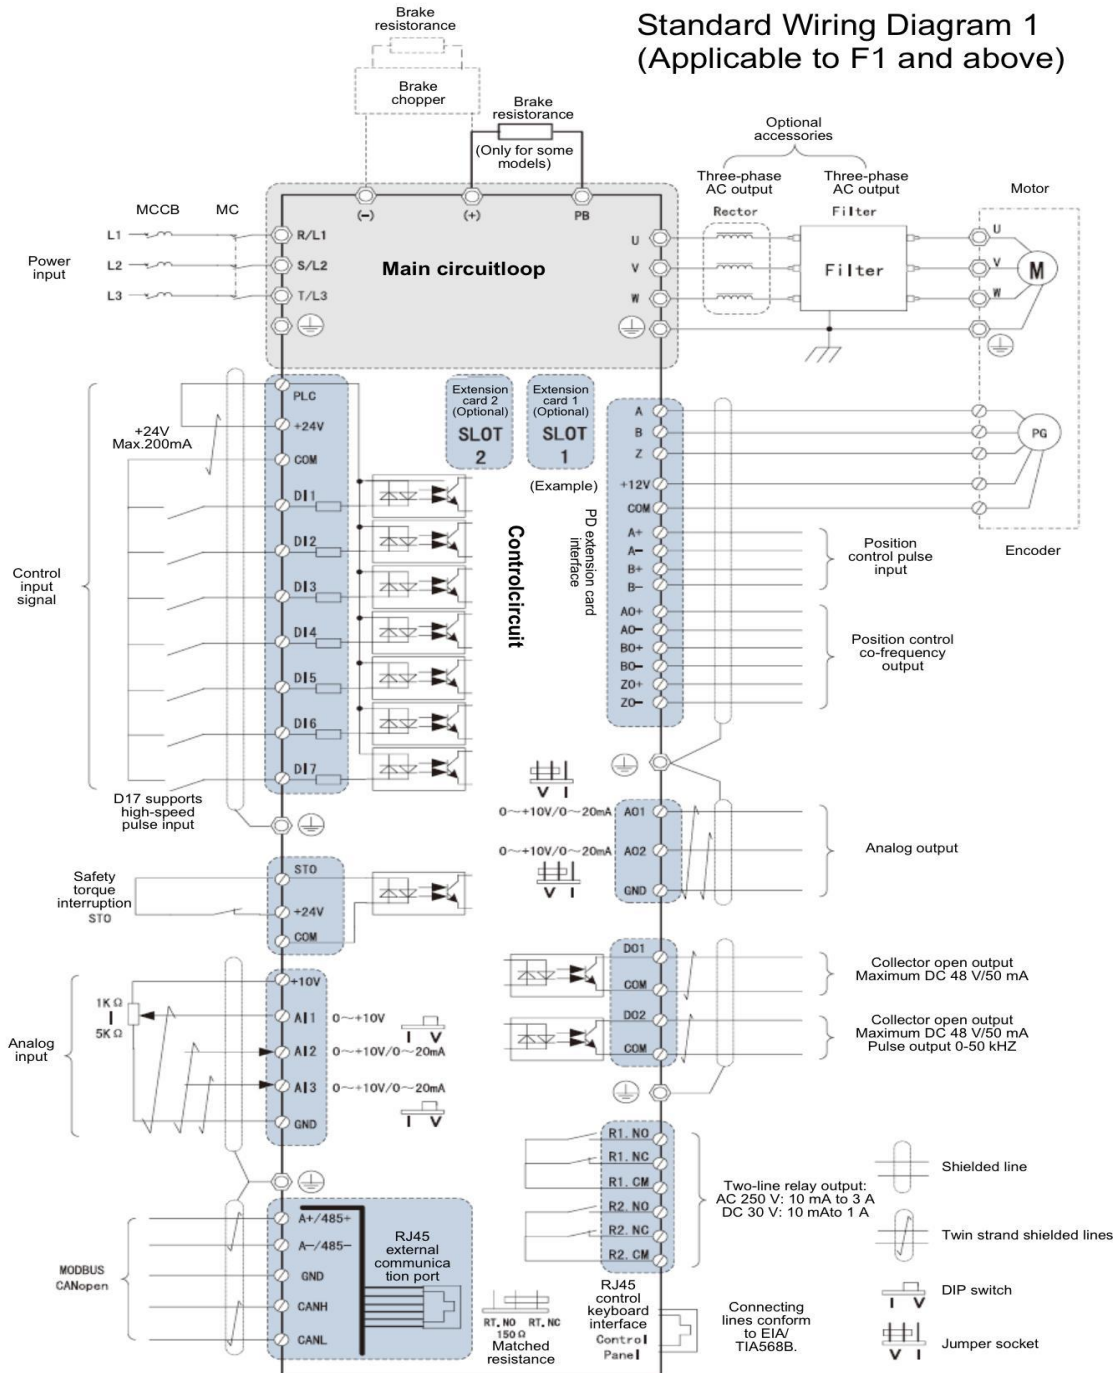 Standard Wiring Diagram 1
(Applicable to F1 and above)
Brake
resistorance
Brake
chopper
Brake
resistorance
(Only for some
models)
Optional
accessories
Three-phase
AC output
Three-phase
AC output
Motor
Rector
Filter
MCCB
MC
(-)
(+)
PB
L1
R/L1
Power
input
L2
S/L2
L3
T/L3
Main circuitloop
U
V
W
Filter
U
V
W
M
PLC
+24V
+24V
Max.200mA
COM
DI1
DI2
DI3
DI4
DI5
DI6
DI7
Control
input
signal
D17 supports
high-speed
pulse input
Extension
card 2
(Optional)
SLOT
2
Extension
card 1
(Optional)
SLOT
1
(Example)
PD extension card
interface
Controlcircuit
A
B
Z
+12V
COM
PG
Encoder
A+
A-
B+
B-
Position
control pulse
input
AO+
AO-
BO+
BO-
ZO+
ZO-
Position control
co-frequency
output
V I
0~+10V/0~20mA
AO1
0~+10V/0~20mA
AO2
V I
GND
Analog output
Safety
torque
interruption
STO
STO
+24V
COM
DO1
COM
Collector open output
Maximum DC 48 V/50 mA
DO2
COM
Collector open output
Maximum DC 48 V/50 mA
Pulse output 0-50 kHZ
Analog
input
1KΩ
I
5KΩ
+10V
AI1
0~+10V
I V
AI2
0~+10V/0~20mA
AI3
0~+10V/0~20mA
I V
GND
R1. NO
R1. NC
R1. CM
R2. NO
R2. NC
R2. CM
Two-line relay output:
AC 250 V: 10 mA to 3 A
DC 30 V: 10 mAto 1 A
Shielded line
Twin strand shielded lines
I V
DIP switch
V I
Jumper socket
MODBUS
CANopen
A+/485+
A-/485-
GND
CANH
CANL
RJ45
external
communica
tion port
RT. NO RT. NC
150Ω
Matched
resistance
RJ45
control
keyboard
interface
Control
Panel
Connecting
lines conform
to EIA/
TIA568B.